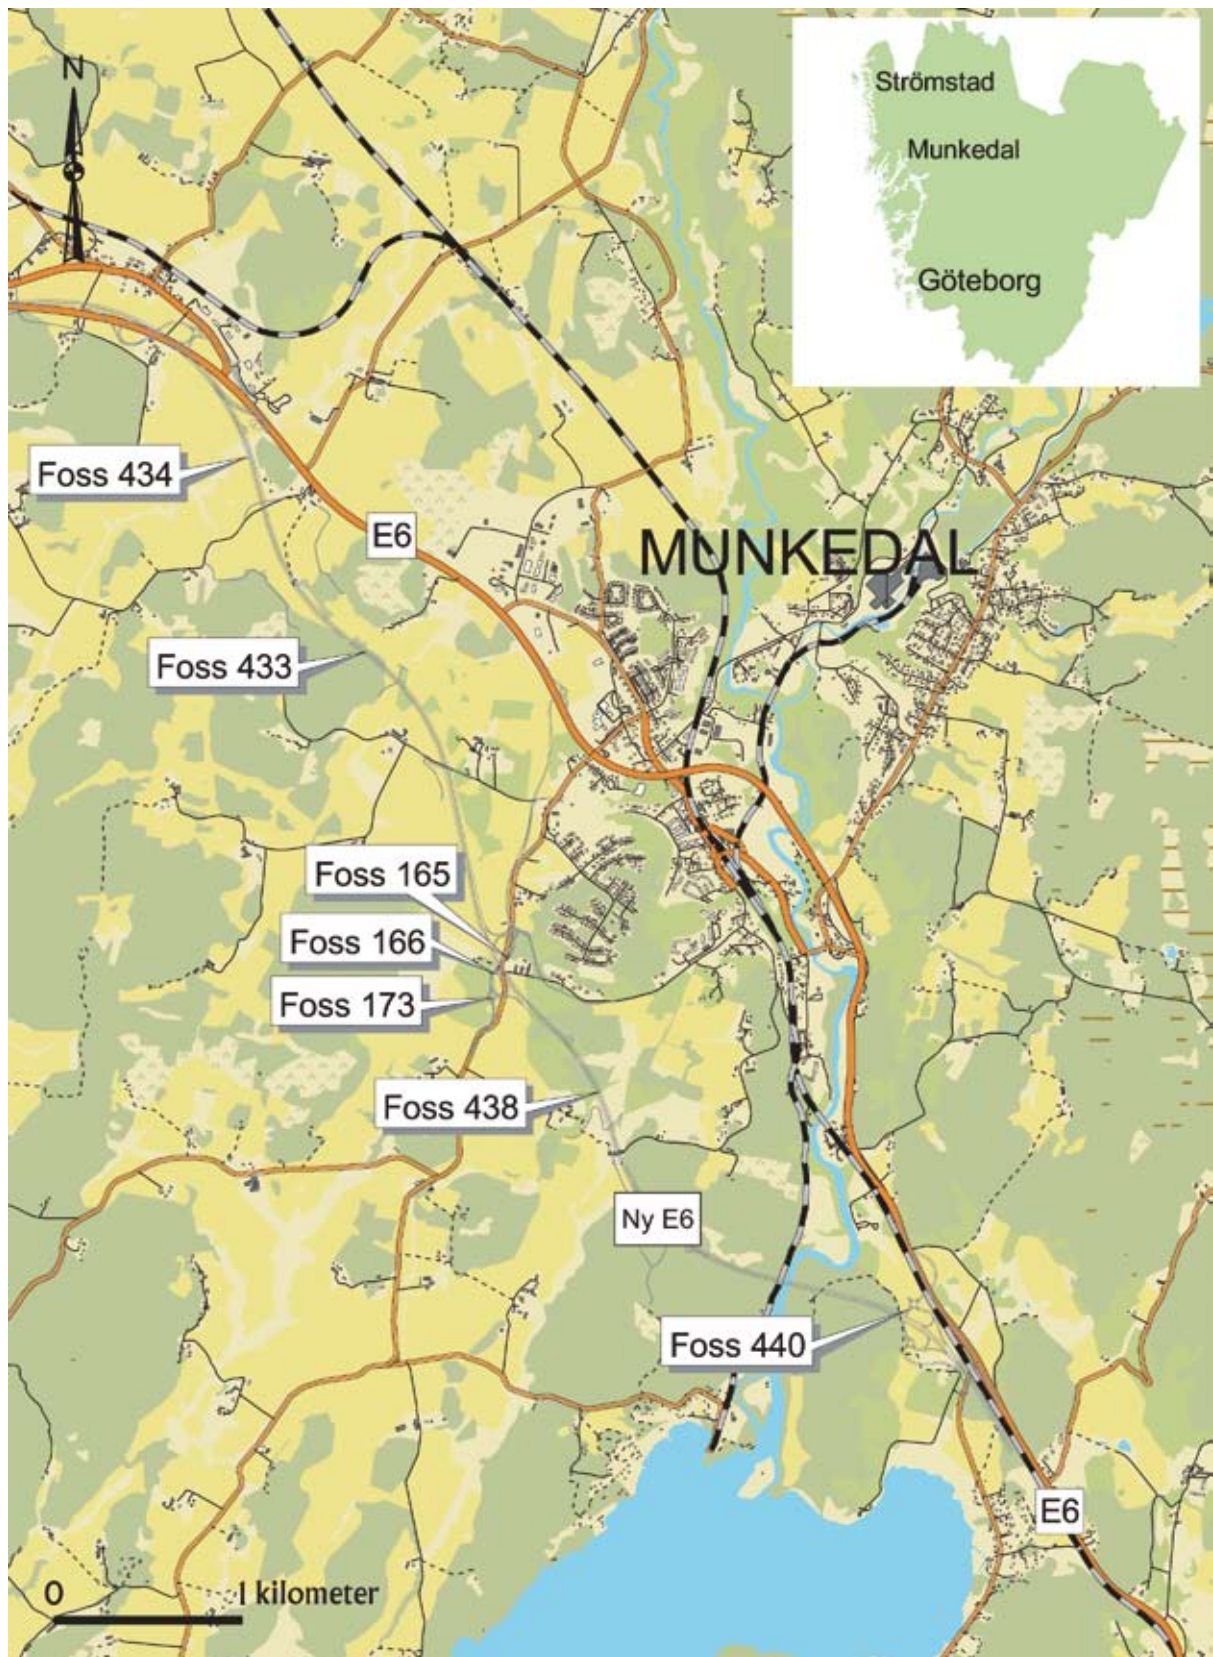 N
Strömstad
Munkedal
Göteborg
Foss 434
E6
MUNKEDAL
Foss 433
Foss 165
Foss 166
Foss 173
Foss 438
Ny E6
Foss 440
E6
0 1 kilometer